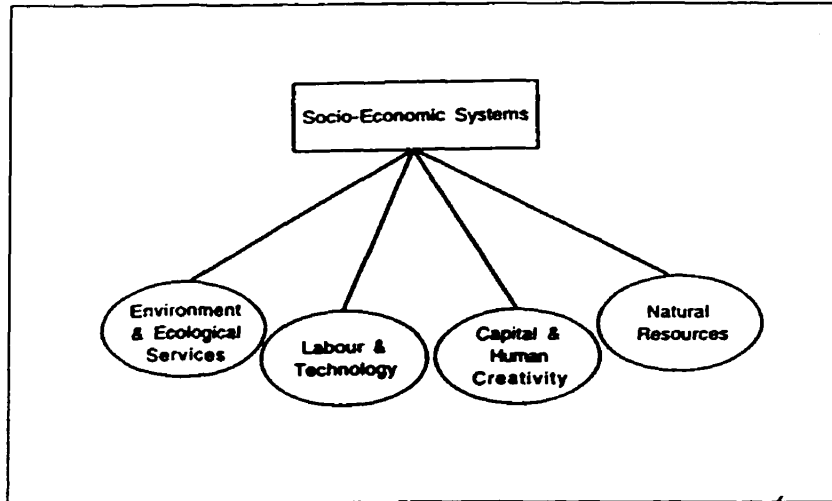 Socio-Economic Systems
Environment
& Ecological
Services
Labour &
Technology
Capital &
Human
Creativity
Natural
Resources